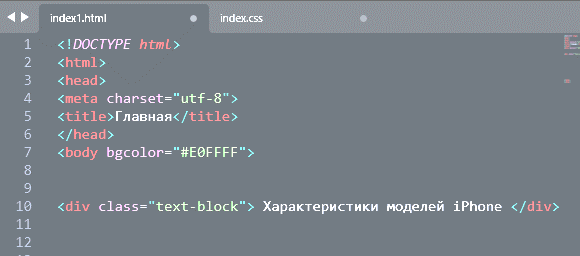 index1.html
index.css
1 <!DOCTYPE html>
2 <html>
3 <head>
4 <meta charset="utf-8">
5 <title>Главная</title>
6 </head>
7 <body bgcolor="#E0FFFF">
8
9
10 <div class="text-block"> Характеристики моделей iPhone </div>
11
12